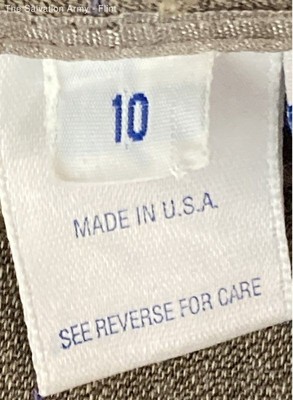 The Salvation Army - Flint
10
MADE IN U.S.A.
SEE REVERSE FOR CARE